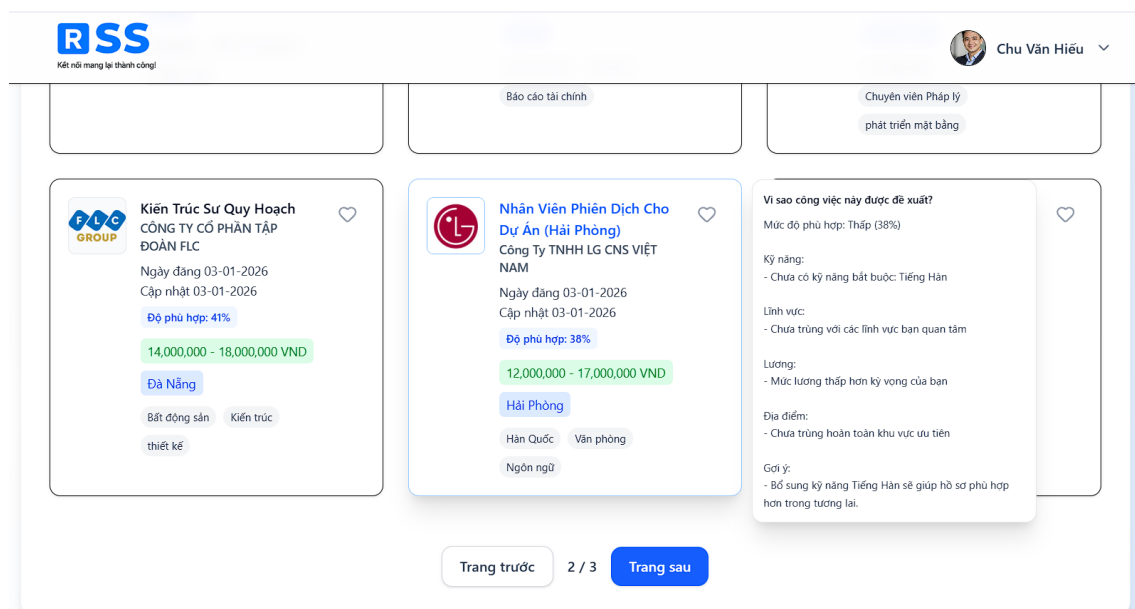 RSS
Kết nối mang lại thành công!
Chu Văn Hiếu
Báo cáo tài chính
Chuyên viên Pháp lý
phát triển mặt bằng
FLC
GROUP
Kiến Trúc Sư Quy Hoạch
CÔNG TY CỔ PHẦN TẬP
ĐOÀN FLC
Ngày đăng 03-01-2026
Cập nhật 03-01-2026
Độ phù hợp: 41%
14,000,000 - 18,000,000 VND
Đà Nẵng
Bất động sản
Kiến trúc
thiết kế
Nhân Viên Phiên Dịch Cho
Dự Án (Hải Phòng)
Công Ty TNHH LG CNS VIỆT
NAM
Ngày đăng 03-01-2026
Cập nhật 03-01-2026
Độ phù hợp: 38%
12,000,000 - 17,000,000 VND
Hải Phòng
Hàn Quốc
Văn phòng
Ngôn ngữ
Vì sao công việc này được đề xuất?
Mức độ phù hợp: Thấp (38%)
Kỹ năng:
- Chưa có kỹ năng bắt buộc: Tiếng Hàn
Lĩnh vực:
- Chưa trùng với các lĩnh vực bạn quan tâm
Lương:
- Mức lương thấp hơn kỳ vọng của bạn
Địa điểm:
- Chưa trùng hoàn toàn khu vực ưu tiên
Gợi ý:
- Bổ sung kỹ năng Tiếng Hàn sẽ giúp hồ sơ phù hợp
hơn trong tương lai.
Trang trước
2 / 3
Trang sau